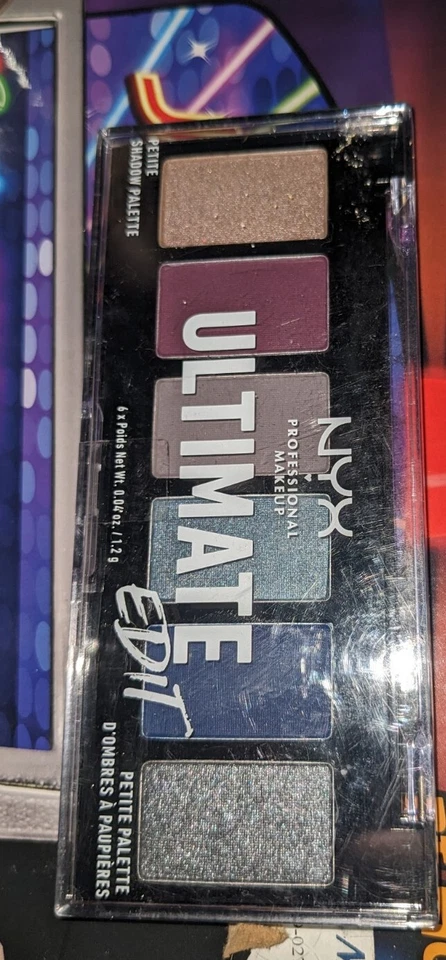 PETITE
SHADOW PALETTE
NYX
PROFESSIONAL
MAKEUP
ULTIMATE
EDIT
6 x Poids Net Wt. 0.04 oz. / 1.2 g
PETITE PALETTE
D'OMBRES À PAUPIÈRES